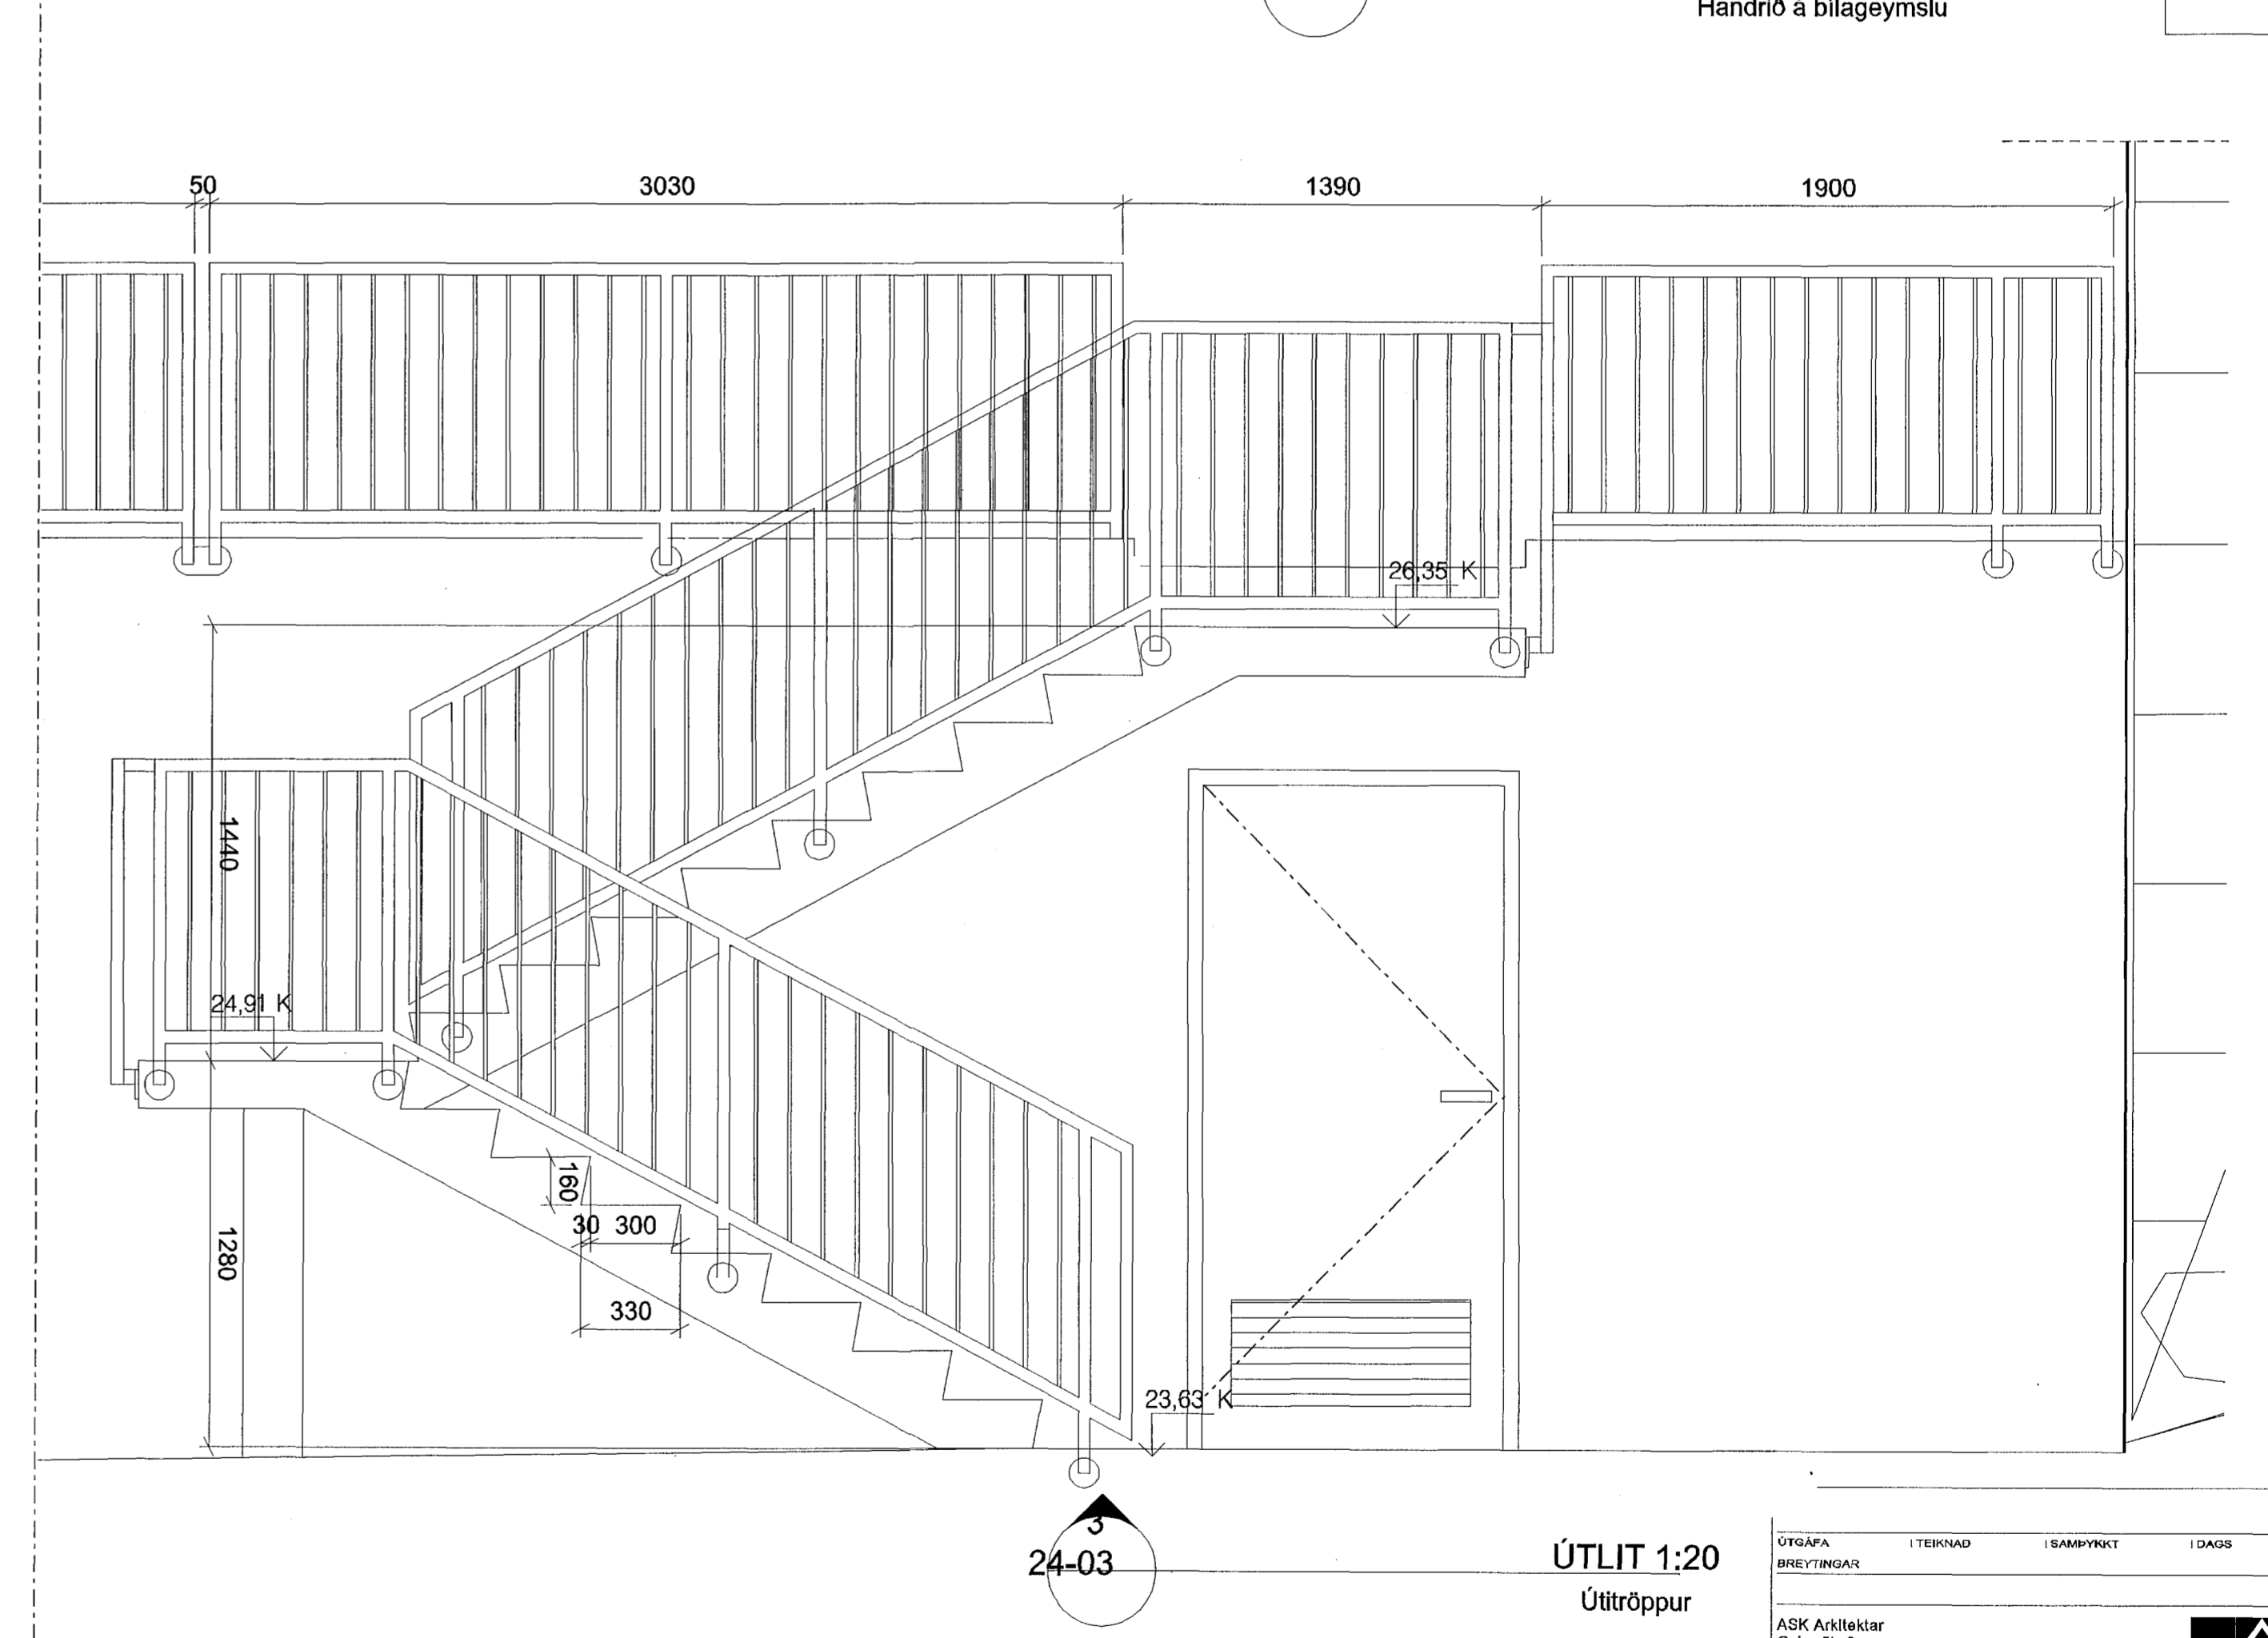 Handrið á bílageymslu
50 3030 1390 1900
26,35 K
1440
24,91 K
160
30 300
1280
330
23,63 K
3
24-03
ÚTLIT 1:20
Útitröppur
ÚTGÁFA TEIKNAD SAMÞYKKT DAGS
BREYTINGAR
ASK Arkitektar